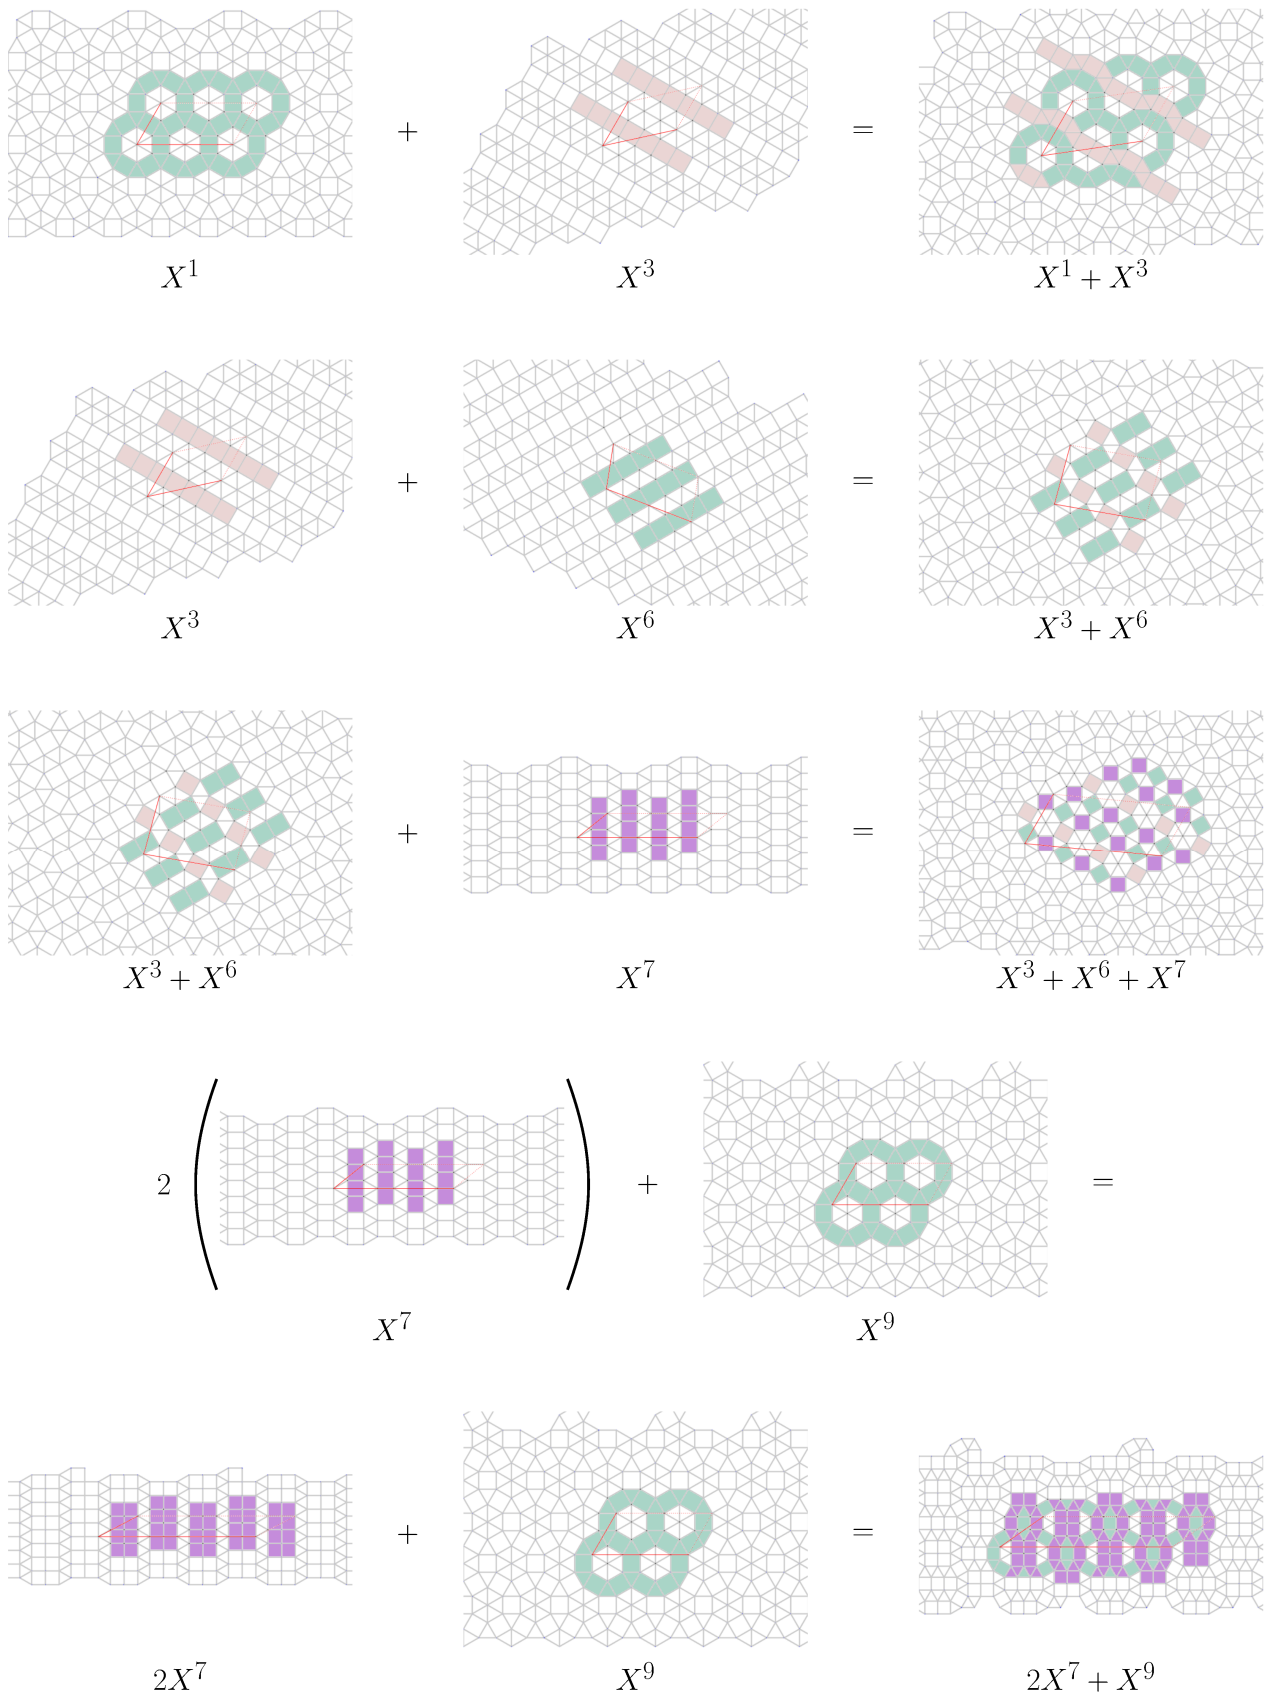 + =
X^1 X^3 X^1 + X^3
+ =
X^3 X^6 X^3 + X^6
+ =
X^3 + X^6 X^7 X^3 + X^6 + X^7
2 ( ) + =
X^7 X^9
+ =
2X^7 X^9 2X^7 + X^9